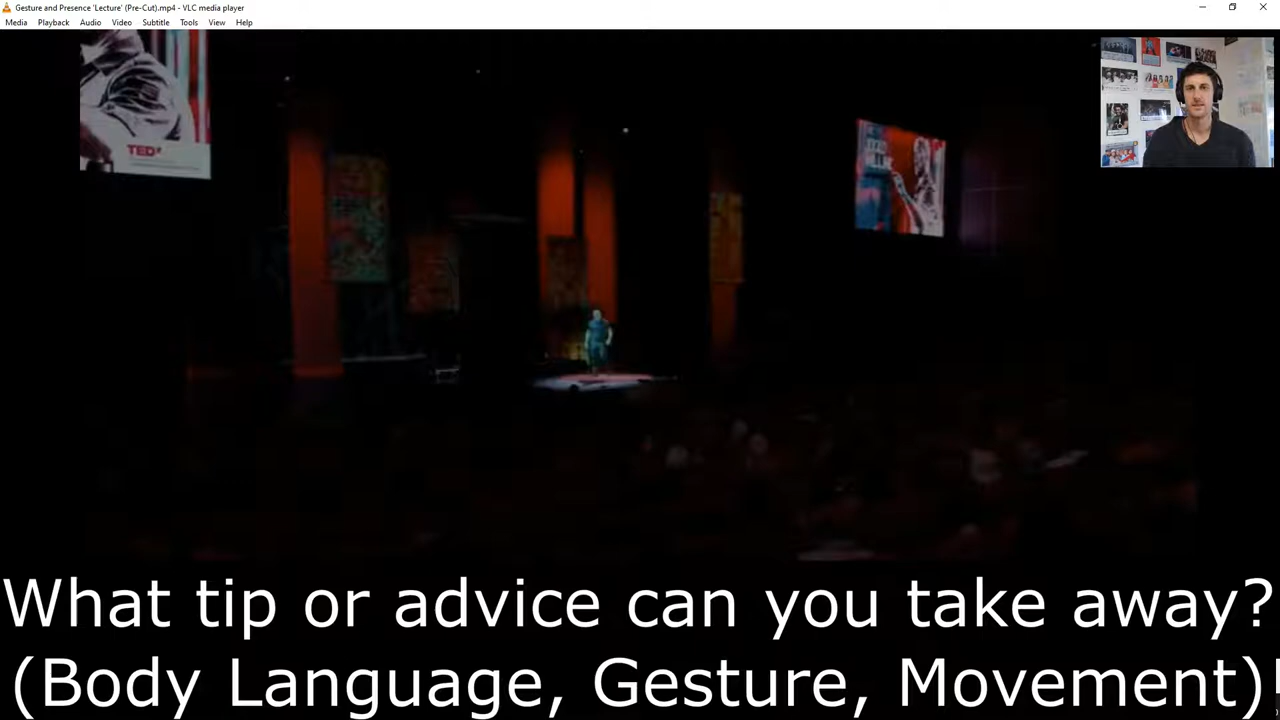 Gesture and Presence 'Lecture' (Pre-Cut).mp4 - VLC media player
Media Playback Audio Video Subtitle Tools View Help
TEDx
What tip or advice can you take away?
(Body Language, Gesture, Movement)